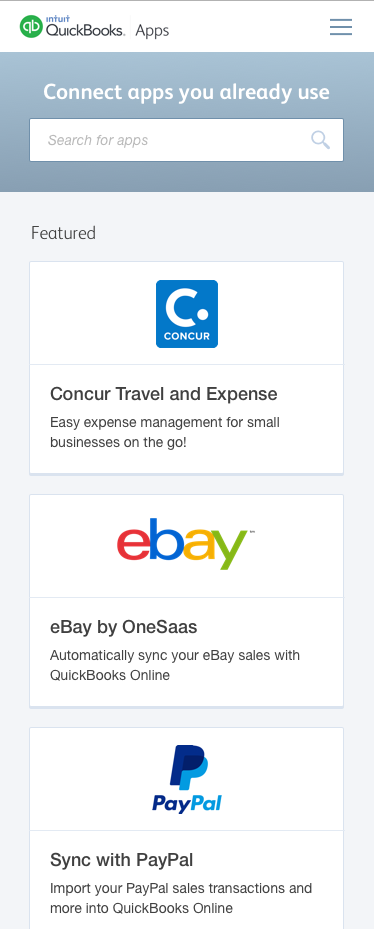 intuit
QuickBooks. Apps
Connect apps you already use
Search for apps
Featured
C.
CONCUR
Concur Travel and Expense
Easy expense management for small
businesses on the go!
ebay™
eBay by OneSaas
Automatically sync your eBay sales with
QuickBooks Online
PayPal
Sync with PayPal
Import your PayPal sales transactions and
more into QuickBooks Online